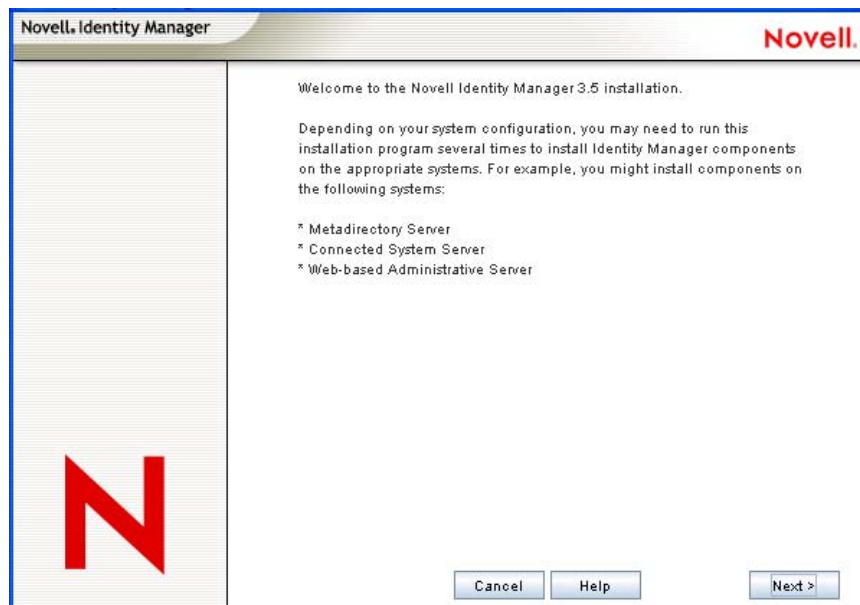 Novell. Identity Manager
Novell.
Welcome to the Novell Identity Manager 3.5 installation.
Depending on your system configuration, you may need to run this
installation program several times to install Identity Manager components
on the appropriate systems. For example, you might install components on
the following systems:
* Metadirectory Server
* Connected System Server
* Web-based Administrative Server
N
Cancel
Help
Next >